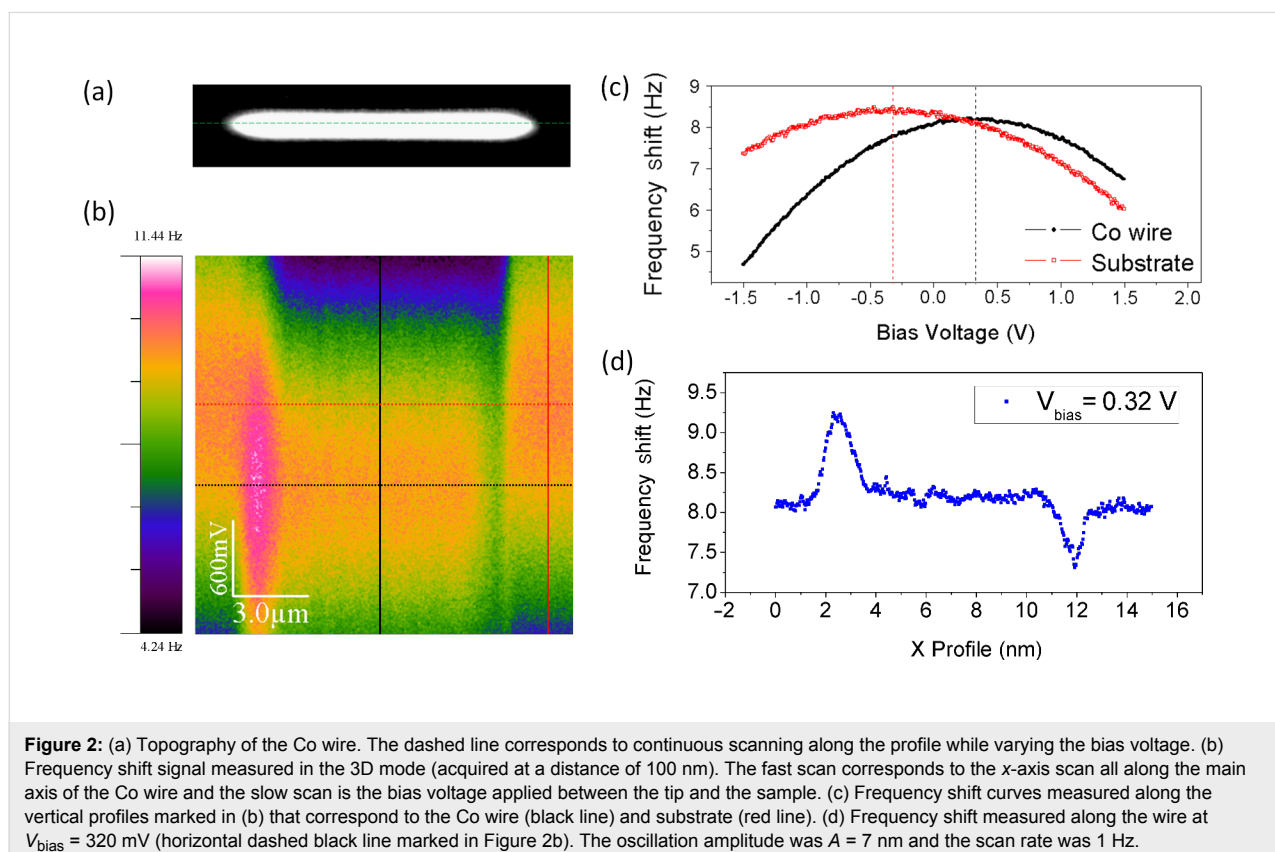 (a)
(b)
11.44 Hz
4.24 Hz
600mV
3.0µm
(c)
Frequency shift (Hz)
9
8
7
6
5
-1.5 -1.0 -0.5 0.0 0.5 1.0 1.5 2.0
Bias Voltage (V)
Co wire
Substrate
(d)
Frequency shift (Hz)
9.5
9.0
8.5
8.0
7.5
7.0
−2 0 2 4 6 8 10 12 14 16
X Profile (nm)
Vbias= 0.32 V
Figure 2: (a) Topography of the Co wire. The dashed line corresponds to continuous scanning along the profile while varying the bias voltage. (b)
Frequency shift signal measured in the 3D mode (acquired at a distance of 100 nm). The fast scan corresponds to the x-axis scan all along the main
axis of the Co wire and the slow scan is the bias voltage applied between the tip and the sample. (c) Frequency shift curves measured along the
vertical profiles marked in (b) that correspond to the Co wire (black line) and substrate (red line). (d) Frequency shift measured along the wire at
Vbias = 320 mV (horizontal dashed black line marked in Figure 2b). The oscillation amplitude was A = 7 nm and the scan rate was 1 Hz.